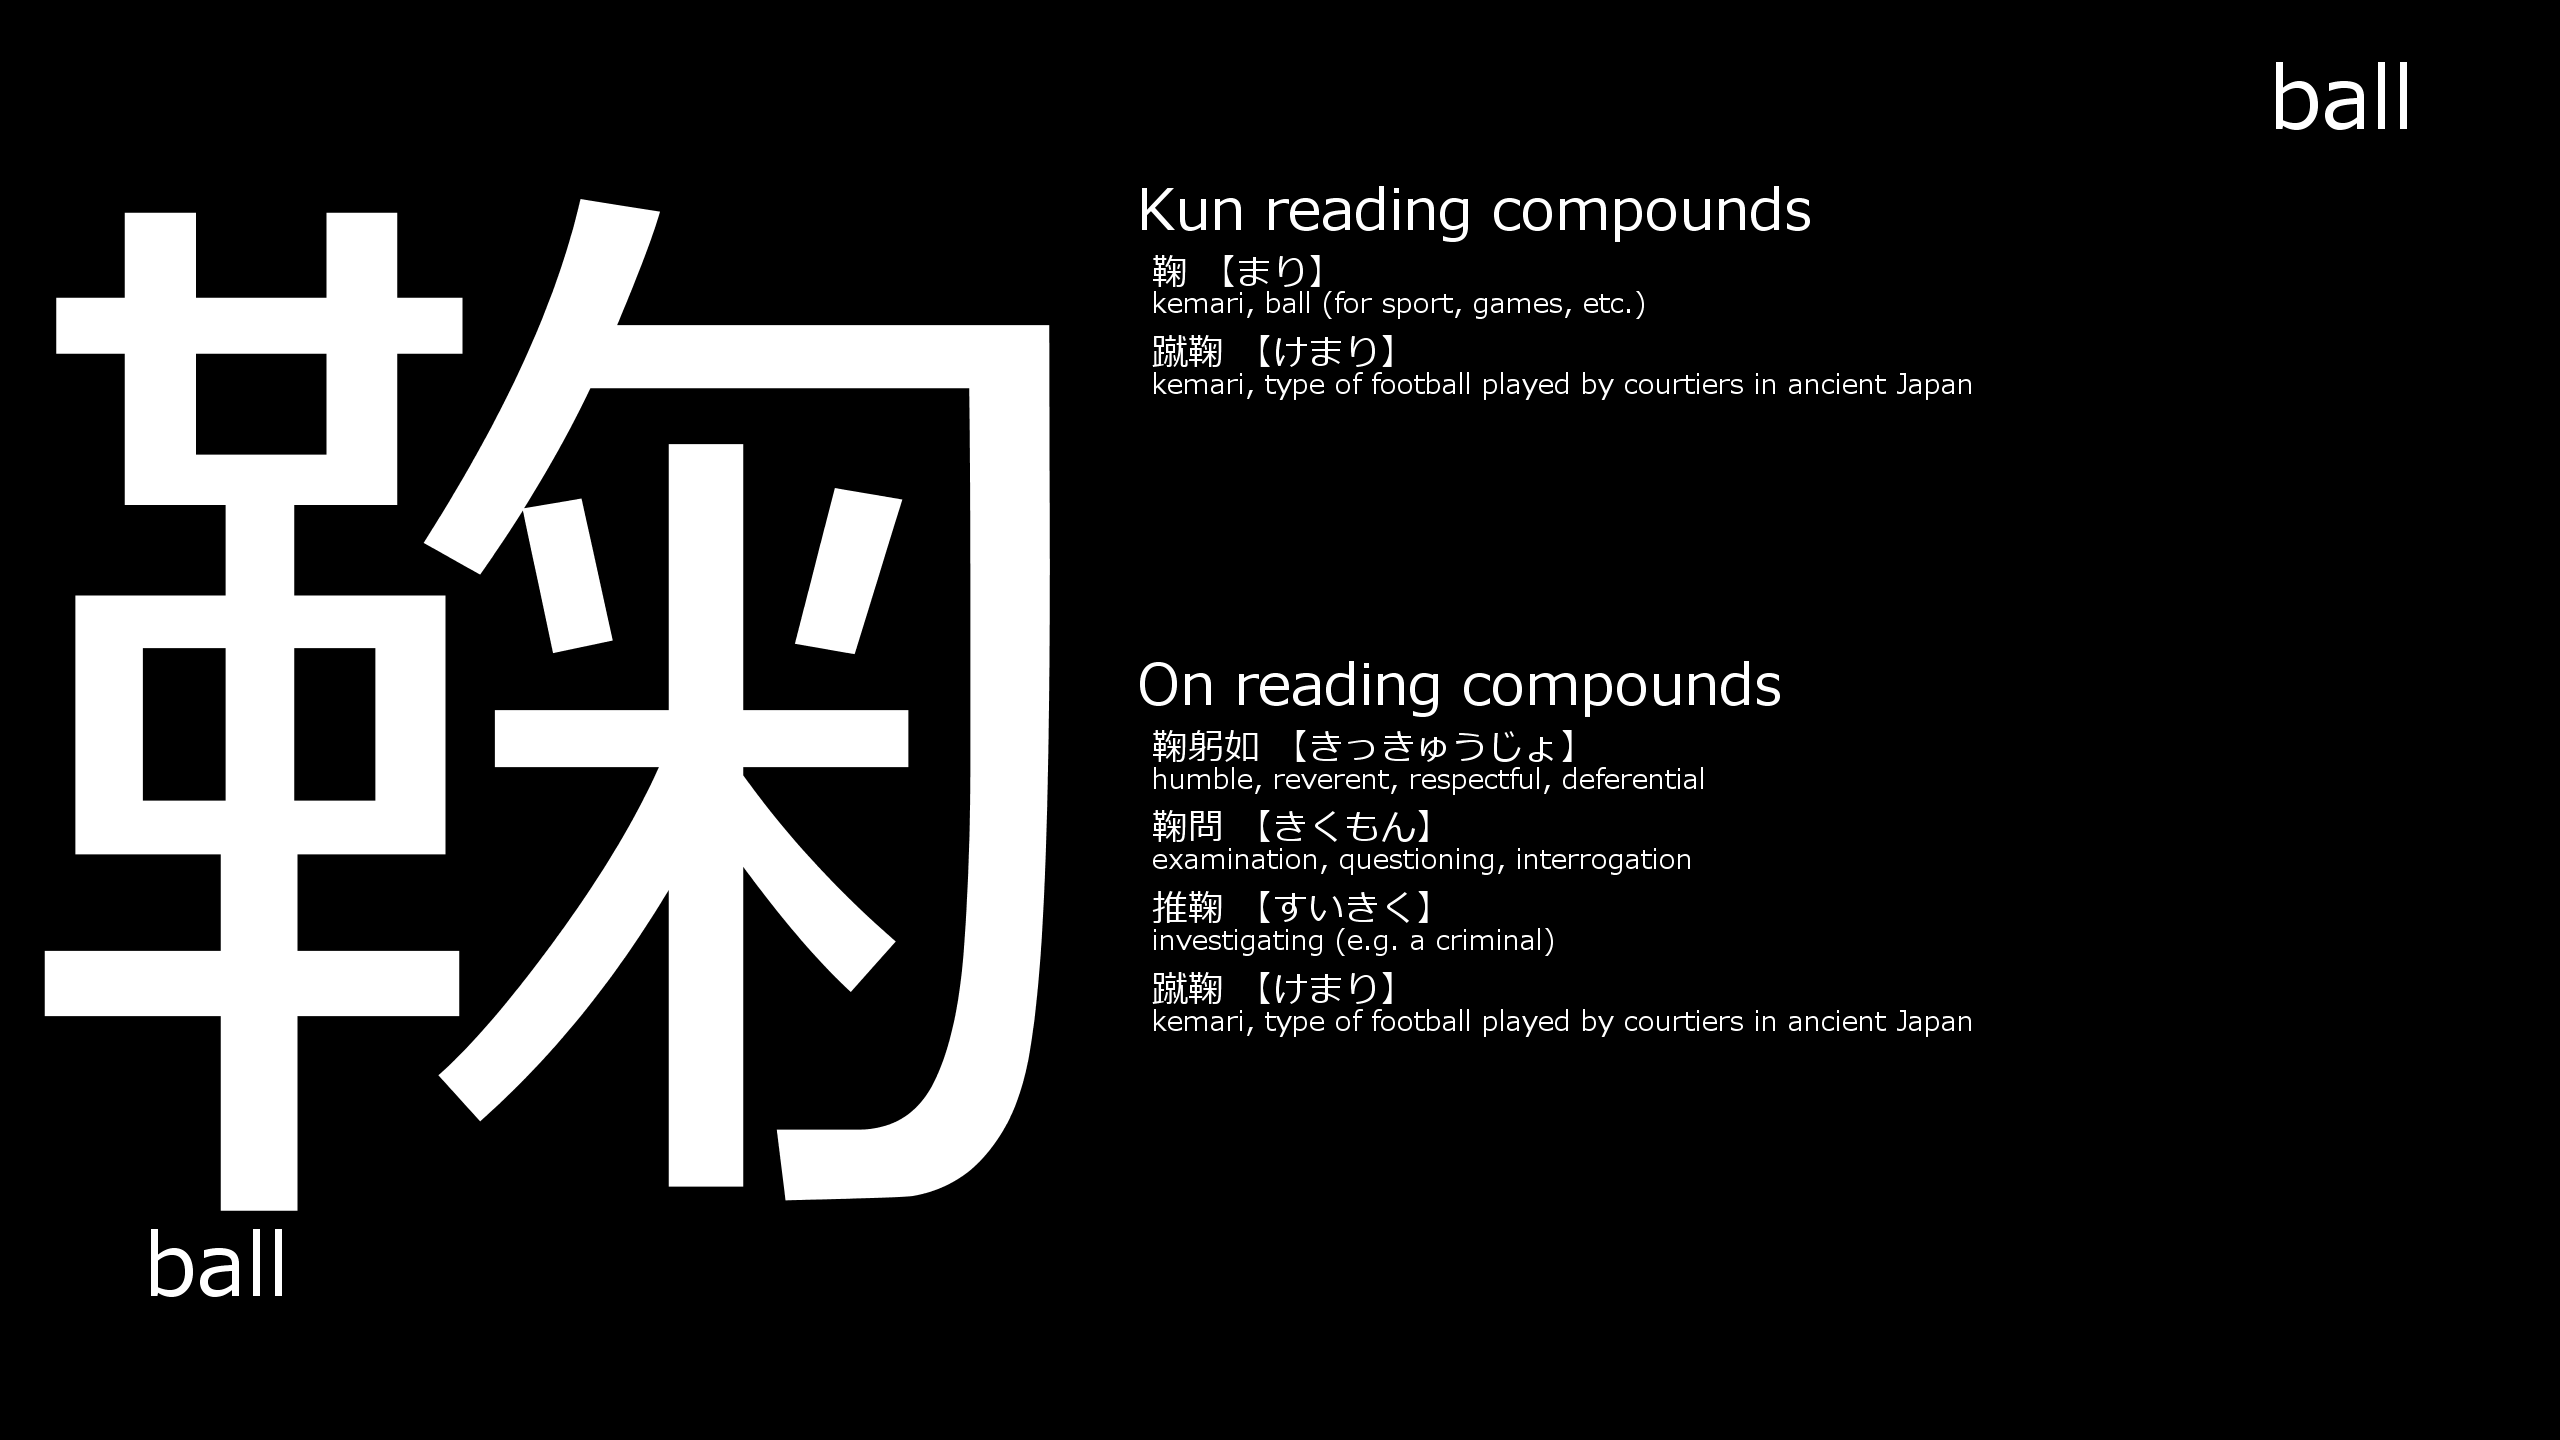 ball
鞠
ball
Kun reading compounds
鞠 【まり】
kemari, ball (for sport, games, etc.)
蹴鞠 【けまり】
kemari, type of football played by courtiers in ancient Japan
On reading compounds
鞠躬如 【きっきゅうじょ】
humble, reverent, respectful, deferential
鞠問 【きくもん】
examination, questioning, interrogation
推鞠 【すいきく】
investigating (e.g. a criminal)
蹴鞠 【けまり】
kemari, type of football played by courtiers in ancient Japan